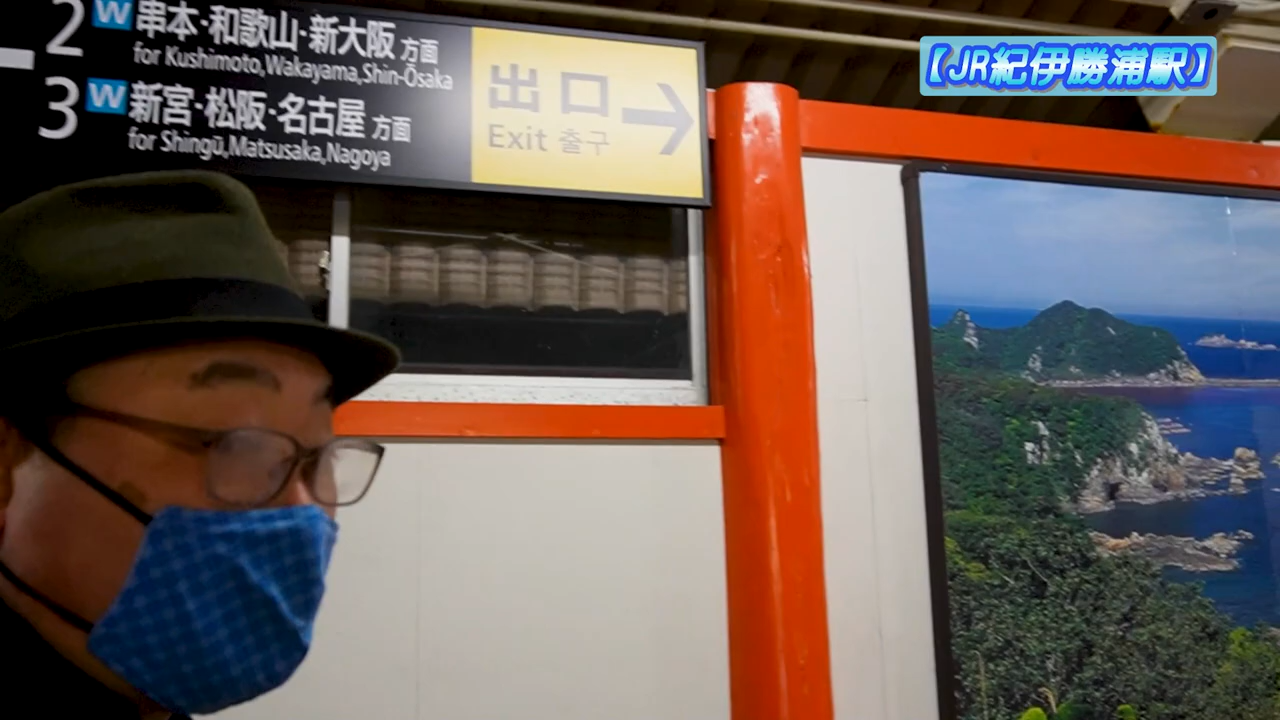 2 W 串本・和歌山・新大阪 方面
for Kushimoto,Wakayama,Shin-Ōsaka
3 W 新宮・松阪・名古屋 方面
for Shingū,Matsusaka,Nagoya
出口 →
Exit 출구
【JR紀伊勝浦駅】